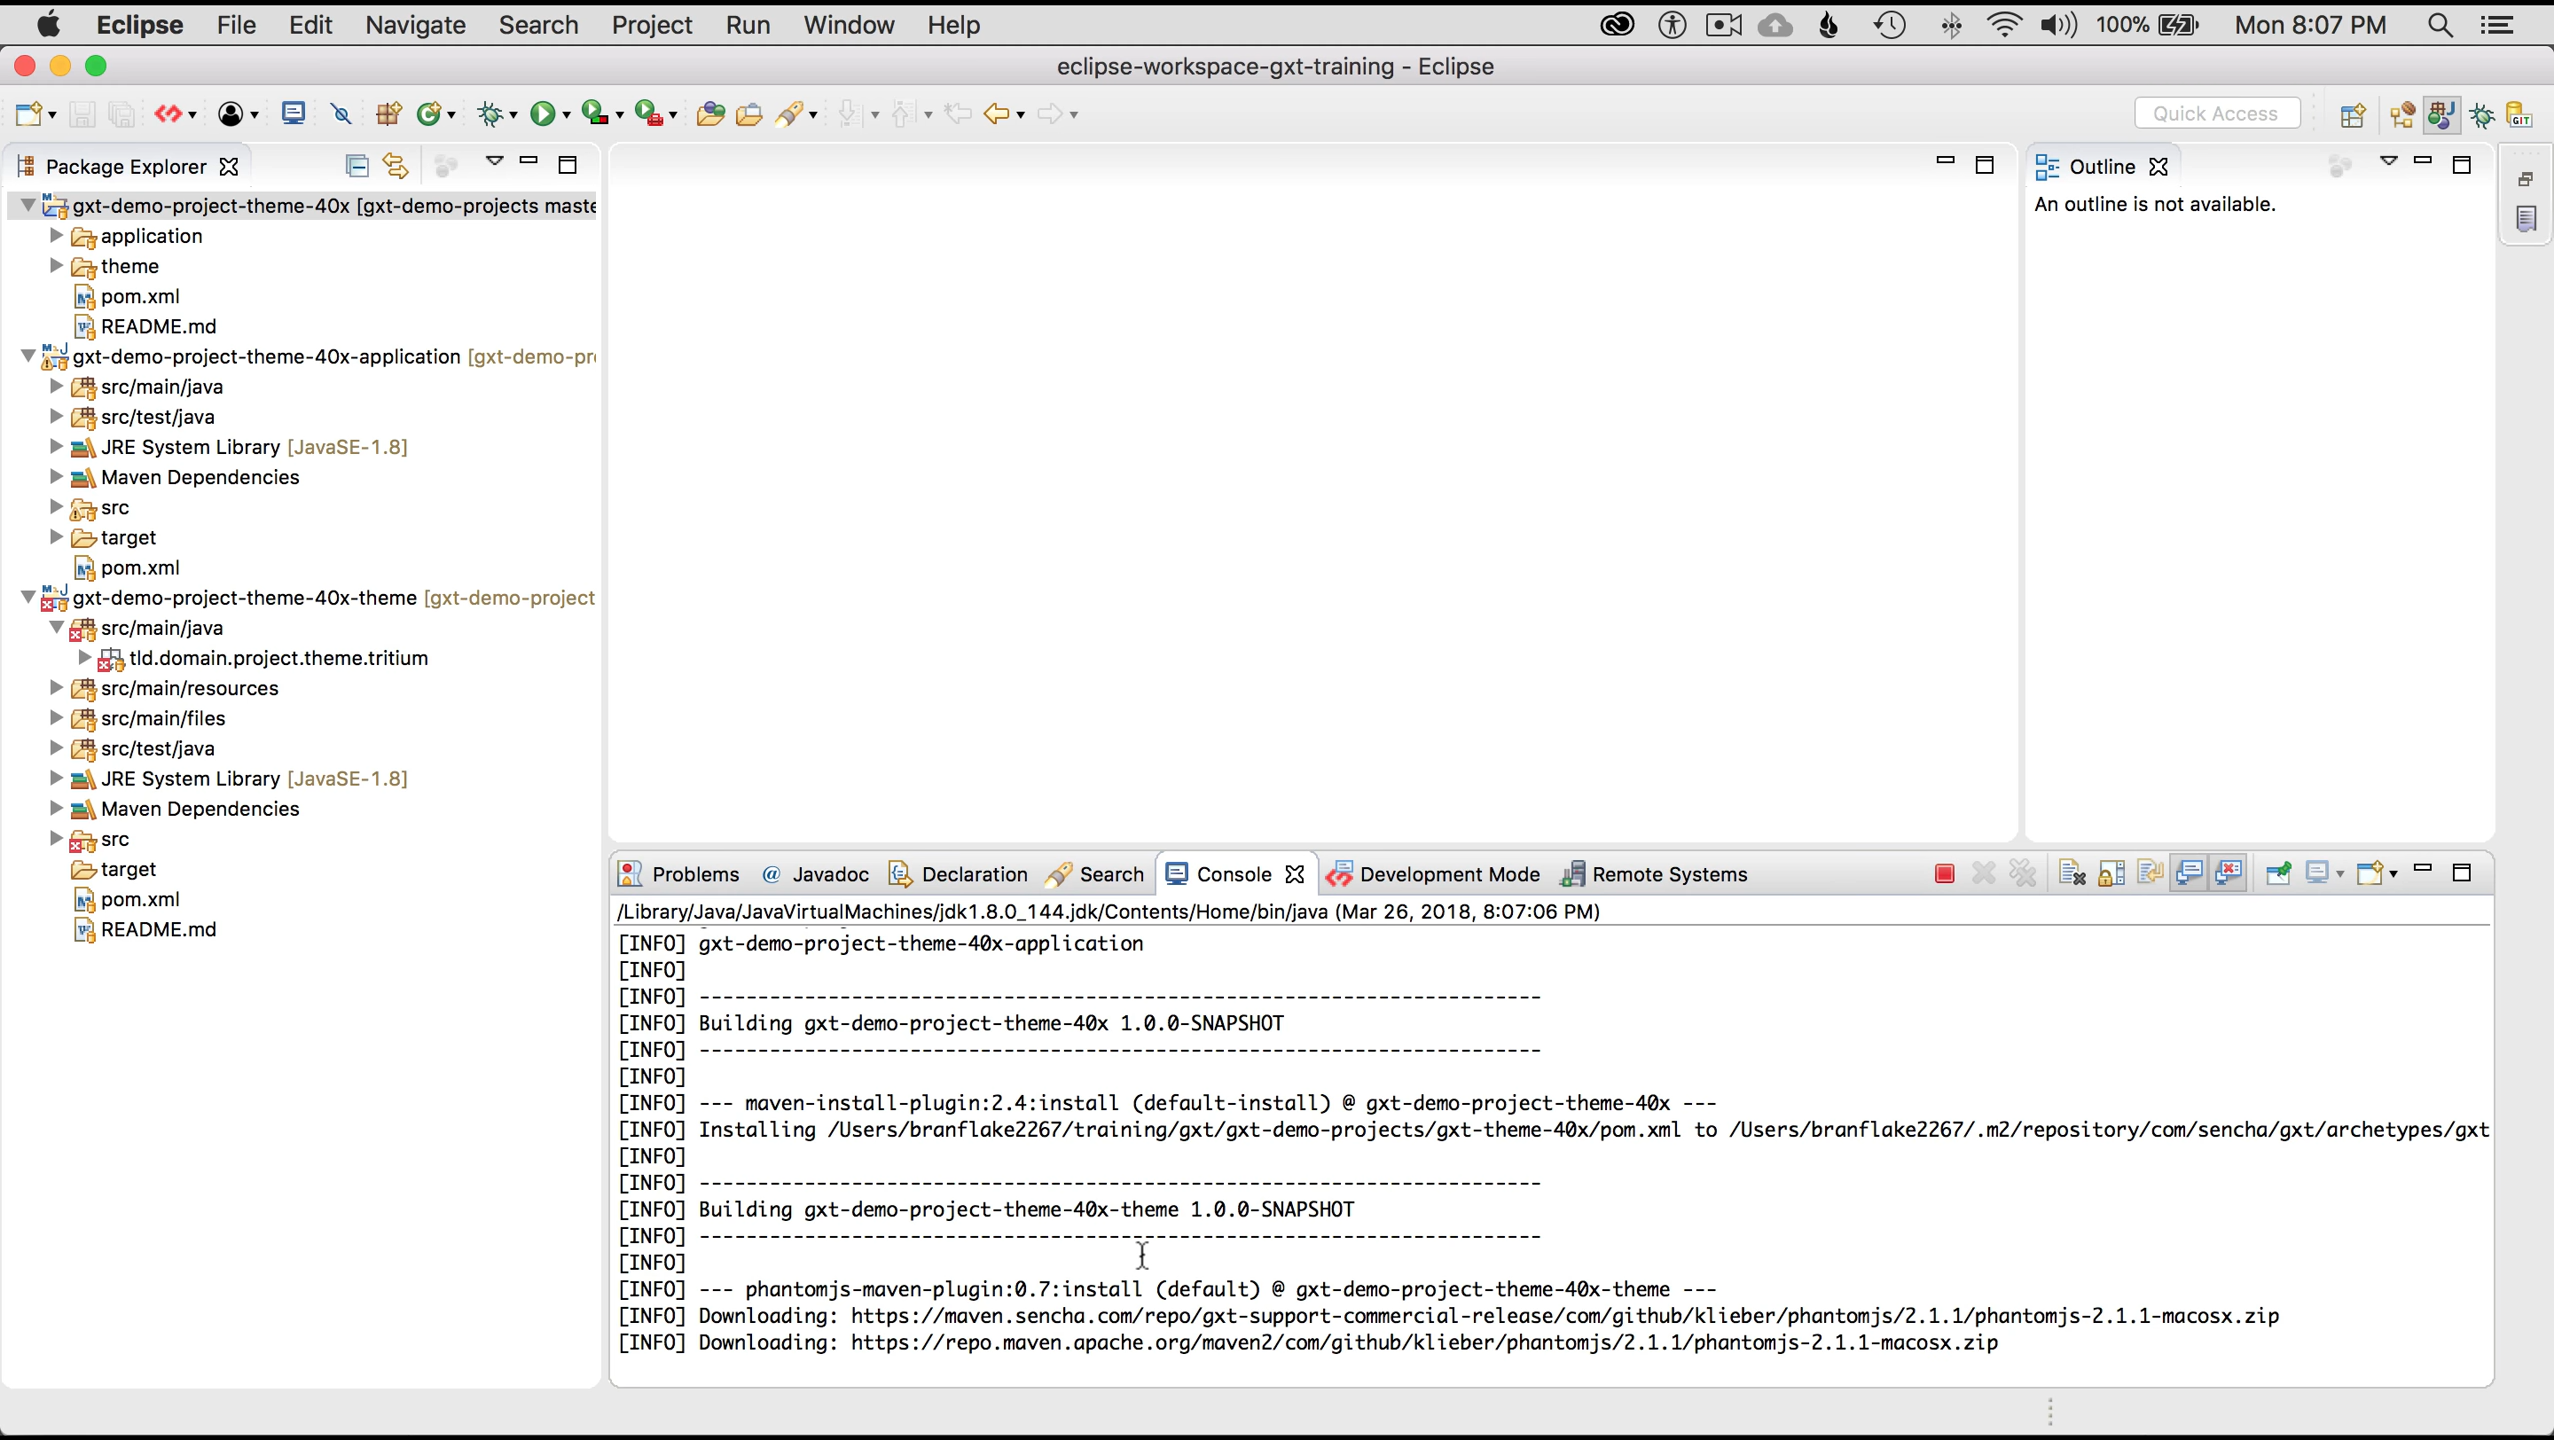 Eclipse File Edit Navigate Search Project Run Window Help 100% Mon 8:07 PM
eclipse-workspace-gxt-training - Eclipse
Quick Access
Package Explorer
gxt-demo-project-theme-40x [gxt-demo-projects maste
application
theme
pom.xml
README.md
gxt-demo-project-theme-40x-application [gxt-demo-pr
src/main/java
src/test/java
JRE System Library [JavaSE-1.8]
Maven Dependencies
src
target
pom.xml
gxt-demo-project-theme-40x-theme [gxt-demo-project
src/main/java
tld.domain.project.theme.tritium
src/main/resources
src/main/files
src/test/java
JRE System Library [JavaSE-1.8]
Maven Dependencies
src
target
pom.xml
README.md
Outline
An outline is not available.
Problems Javadoc Declaration Search Console Development Mode Remote Systems
/Library/Java/JavaVirtualMachines/jdk1.8.0_144.jdk/Contents/Home/bin/java (Mar 26, 2018, 8:07:06 PM)
[INFO] gxt-demo-project-theme-40x-application
[INFO]
[INFO] ------------------------------------------------------------------------
[INFO] Building gxt-demo-project-theme-40x 1.0.0-SNAPSHOT
[INFO] ------------------------------------------------------------------------
[INFO]
[INFO] --- maven-install-plugin:2.4:install (default-install) @ gxt-demo-project-theme-40x ---
[INFO] Installing /Users/branflake2267/training/gxt/gxt-demo-projects/gxt-theme-40x/pom.xml to /Users/branflake2267/.m2/repository/com/sencha/gxt/archetypes/gxt
[INFO]
[INFO] ------------------------------------------------------------------------
[INFO] Building gxt-demo-project-theme-40x-theme 1.0.0-SNAPSHOT
[INFO] ------------------------------------------------------------------------
[INFO]
[INFO] --- phantomjs-maven-plugin:0.7:install (default) @ gxt-demo-project-theme-40x-theme ---
[INFO] Downloading: https://maven.sencha.com/repo/gxt-support-commercial-release/com/github/klieber/phantomjs/2.1.1/phantomjs-2.1.1-macosx.zip
[INFO] Downloading: https://repo.maven.apache.org/maven2/com/github/klieber/phantomjs/2.1.1/phantomjs-2.1.1-macosx.zip